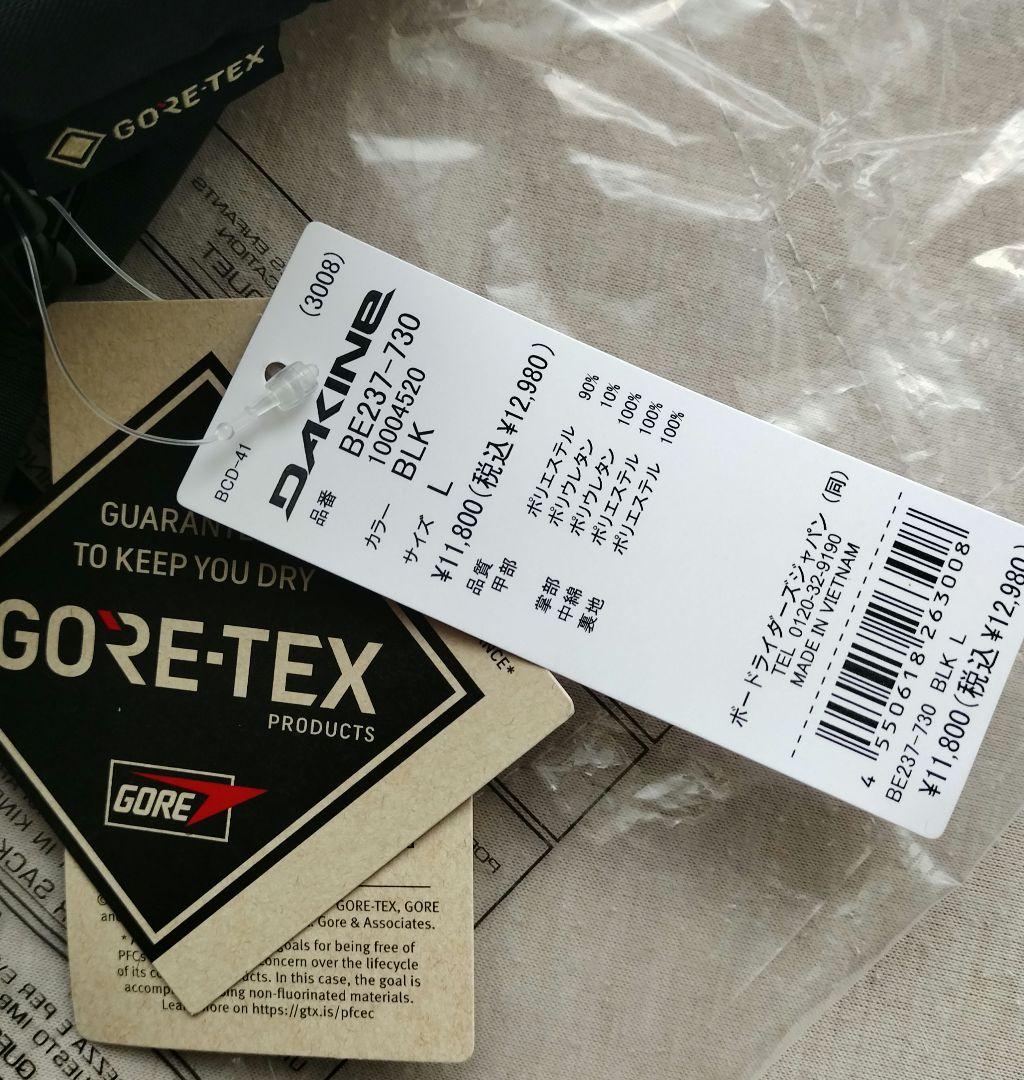 GORE-TEX
(3008)
BCD-41
DAKINE
品番 BE237-730
10004520
カラー BLK
サイズ L
¥11,800(税込¥12,980)
品質
甲部 ポリエステル 90%
ポリウレタン 10%
掌部 ポリウレタン 100%
中綿 ポリエステル 100%
裏地 ポリエステル 100%
ボードライダーズジャパン(同)
TEL 0120-32-9190
MADE IN VIETNAM
4 550618 263008
BE237-730 BLK L
¥11,800(税込¥12,980)
TO KEEP YOU DRY
GORE-TEX
PRODUCTS
GORE
GORE-TEX, GORE
Gore & Associates.
for being free of
PFCs concern over the lifecycle
of its In this case, the goal is
non-fluorinated materials.
on https://gtx.is/pfcec